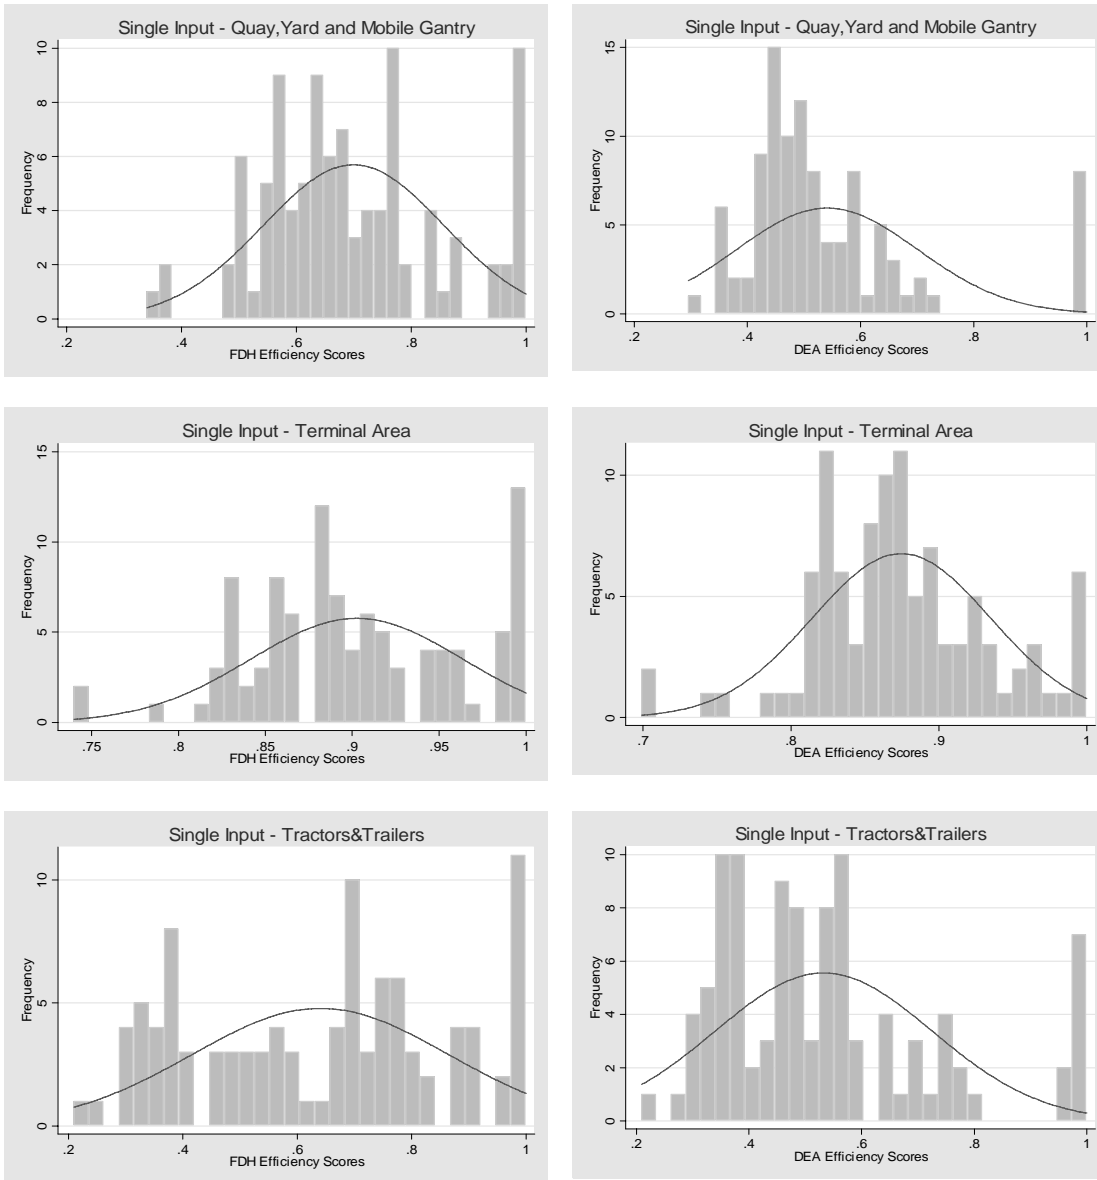 Single Input - Quay,Yard and Mobile Gantry
10
8
6
4
2
0
Frequency
.2 .4 .6 .8 1
FDH Efficiency Scores
Single Input - Quay,Yard and Mobile Gantry
15
10
5
0
Frequency
.2 .4 .6 .8 1
DEA Efficiency Scores
Single Input - Terminal Area
15
10
5
0
Frequency
.75 .8 .85 .9 .95 1
FDH Efficiency Scores
Single Input - Terminal Area
10
5
0
Frequency
.7 .8 .9 1
DEA Efficiency Scores
Single Input - Tractors&Trailers
10
5
0
Frequency
.2 .4 .6 .8 1
FDH Efficiency Scores
Single Input - Tractors&Trailers
10
8
6
4
2
0
Frequency
.2 .4 .6 .8 1
DEA Efficiency Scores